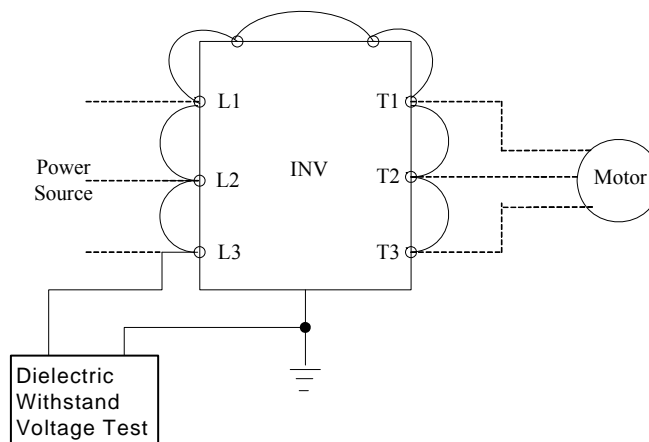 L1
T1
Power
Source
L2
INV
T2
Motor
L3
T3
Dielectric
Withstand
Voltage Test